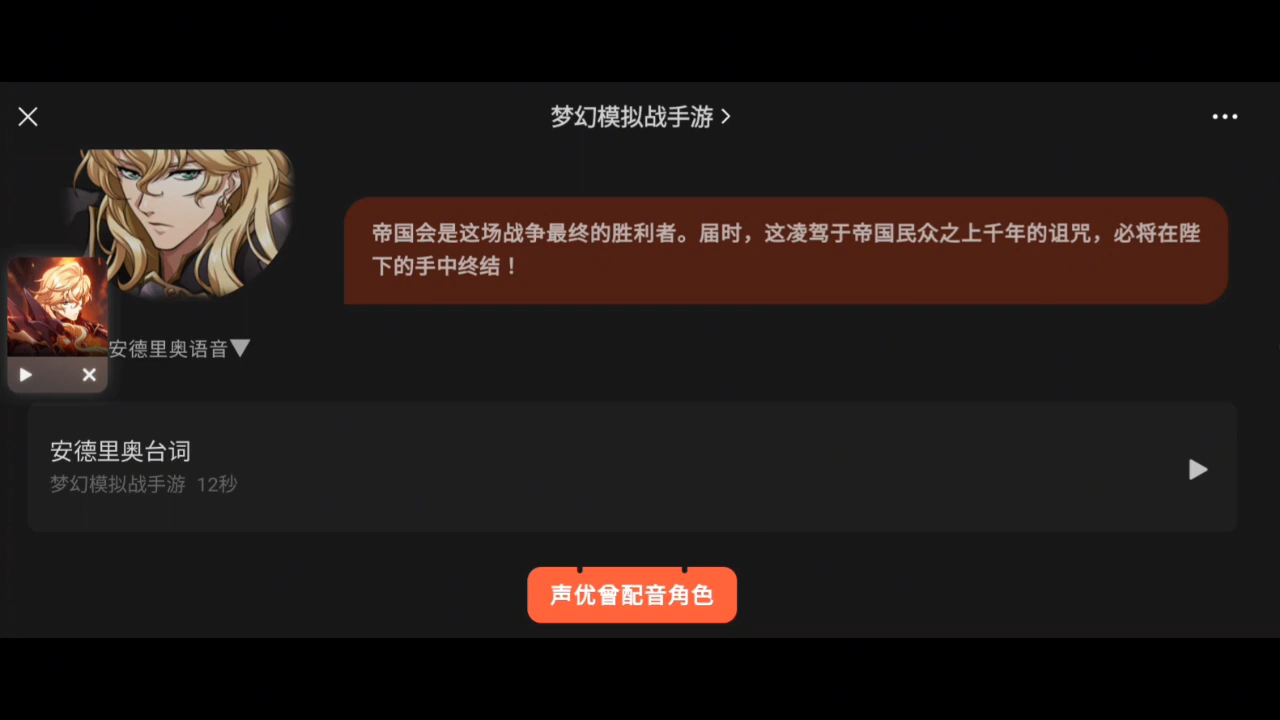 梦幻模拟战手游
帝国会是这场战争最终的胜利者。届时，这凌驾于帝国民众之上千年的诅咒，必将在陛
下的手中终结！
安德里奥语音▼
安德里奥台词
梦幻模拟战手游 12秒
声优曾配音角色